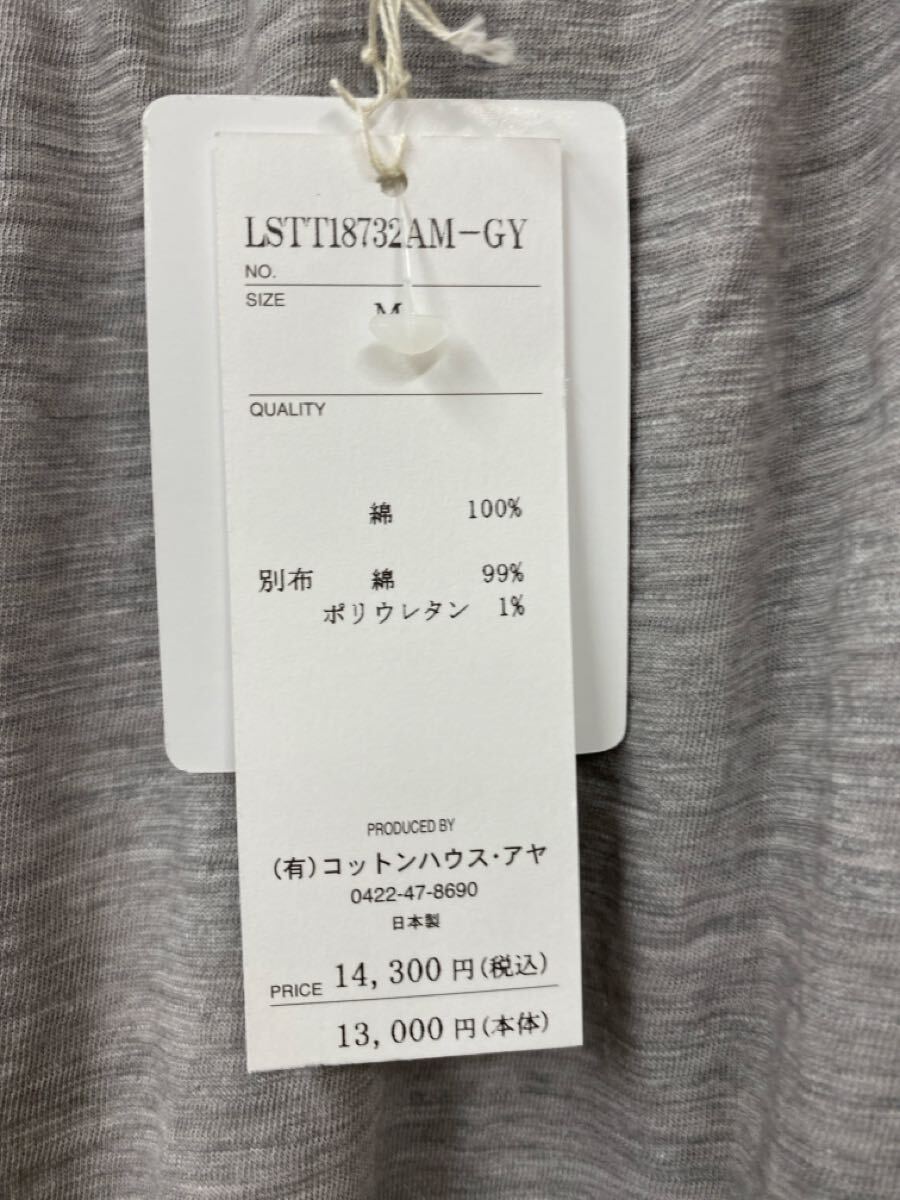 LSTT18732AM-GY
NO.
SIZE M
QUALITY
綿 100%
別布 綿 99%
ポリウレタン 1%
PRODUCED BY
(有)コットンハウス・アヤ
0422-47-8690
日本製
PRICE 14,300円(税込)
13,000円(本体)